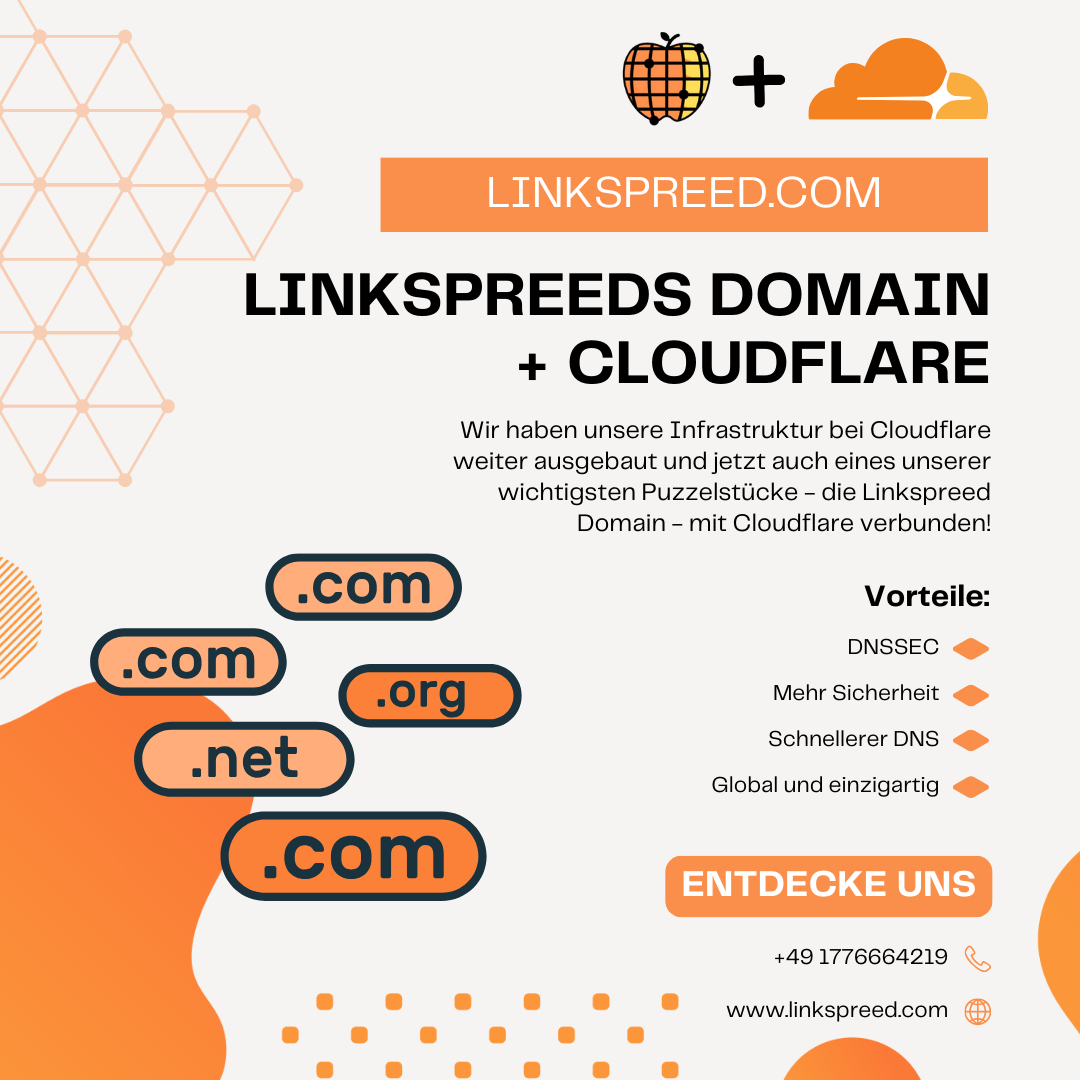 LINKSPREED.COM
LINKSPREEDS DOMAIN
+ CLOUDFLARE
Wir haben unsere Infrastruktur bei Cloudflare
weiter ausgebaut und jetzt auch eines unserer
wichtigsten Puzzelstücke – die Linkspreed
Domain – mit Cloudflare verbunden!
.com
.com
.org
.net
.com
Vorteile:
DNSSEC
Mehr Sicherheit
Schnellerer DNS
Global und einzigartig
ENTDECKE UNS
+49 1776664219
www.linkspreed.com